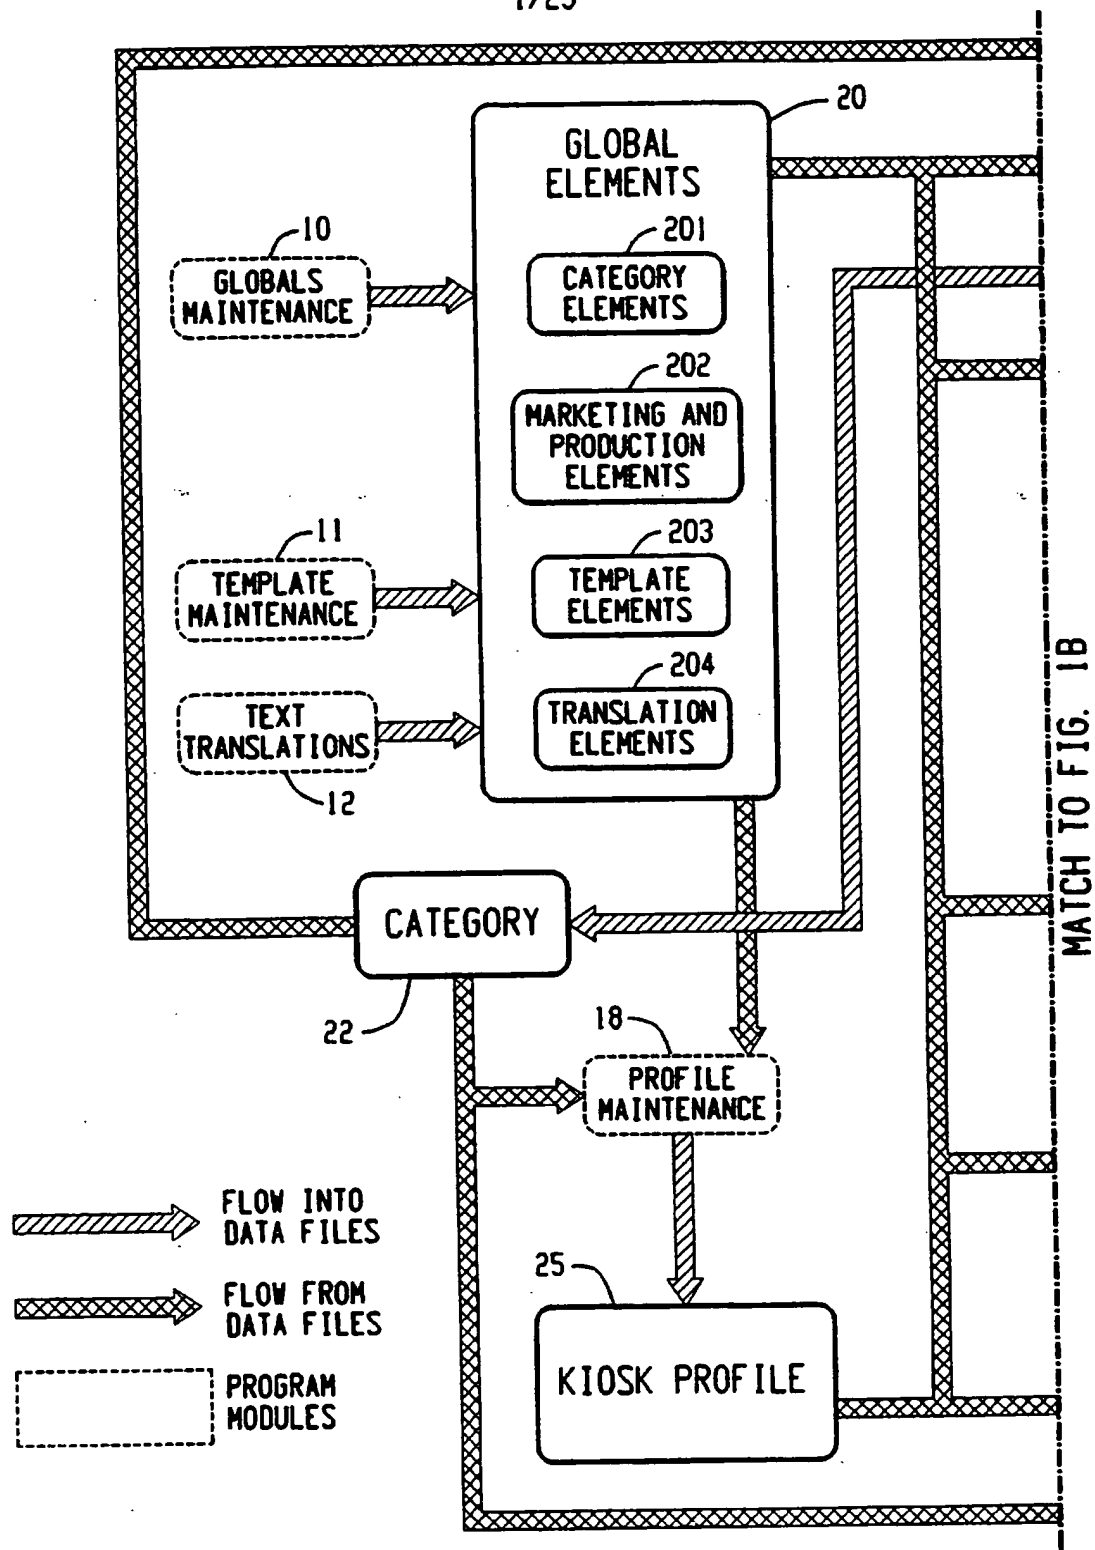 1/25
20
GLOBAL
ELEMENTS
10
GLOBALS
MAINTENANCE
201
CATEGORY
ELEMENTS
202
MARKETING AND
PRODUCTION
ELEMENTS
11
TEMPLATE
MAINTENANCE
203
TEMPLATE
ELEMENTS
204
TEXT
TRANSLATIONS
12
TRANSLATION
ELEMENTS
MATCH TO FIG. 1B
CATEGORY
22
18
PROFILE
MAINTENANCE
FLOW INTO
DATA FILES
25
FLOW FROM
DATA FILES
KIOSK PROFILE
PROGRAM
MODULES